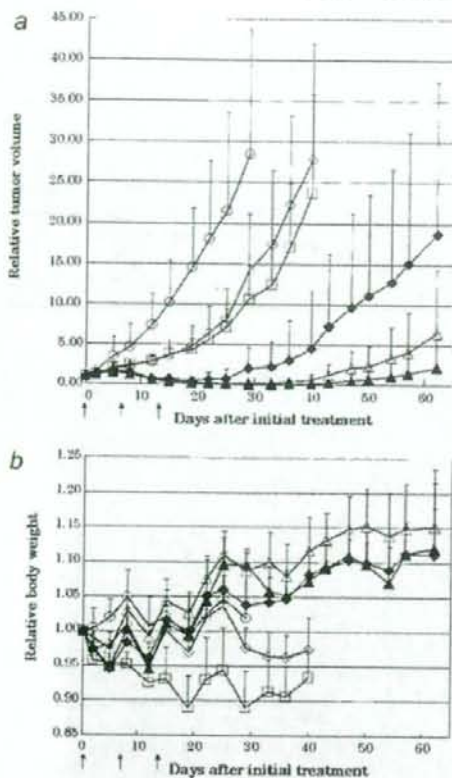 a
Relative tumor volume
45.00
40.00
35.00
30.00
25.00
20.00
15.00
10.00
5.00
0.00
0 10 20 30 40 50 60
Days after initial treatment
b
Relative body weight
1.25
1.20
1.15
1.10
1.05
1.00
0.95
0.90
0.85
0 10 20 30 40 50 60
Days after initial treatment